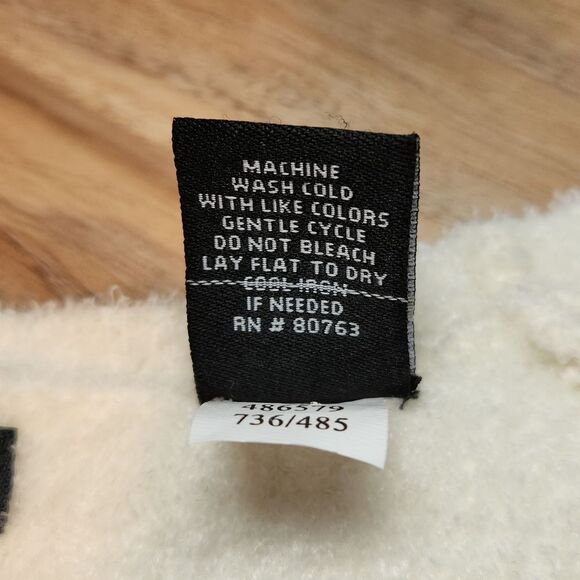 MACHINE
WASH COLD
WITH LIKE COLORS
GENTLE CYCLE
DO NOT BLEACH
LAY FLAT TO DRY
COOL IRON
IF NEEDED
RN # 80763
486579
736/485